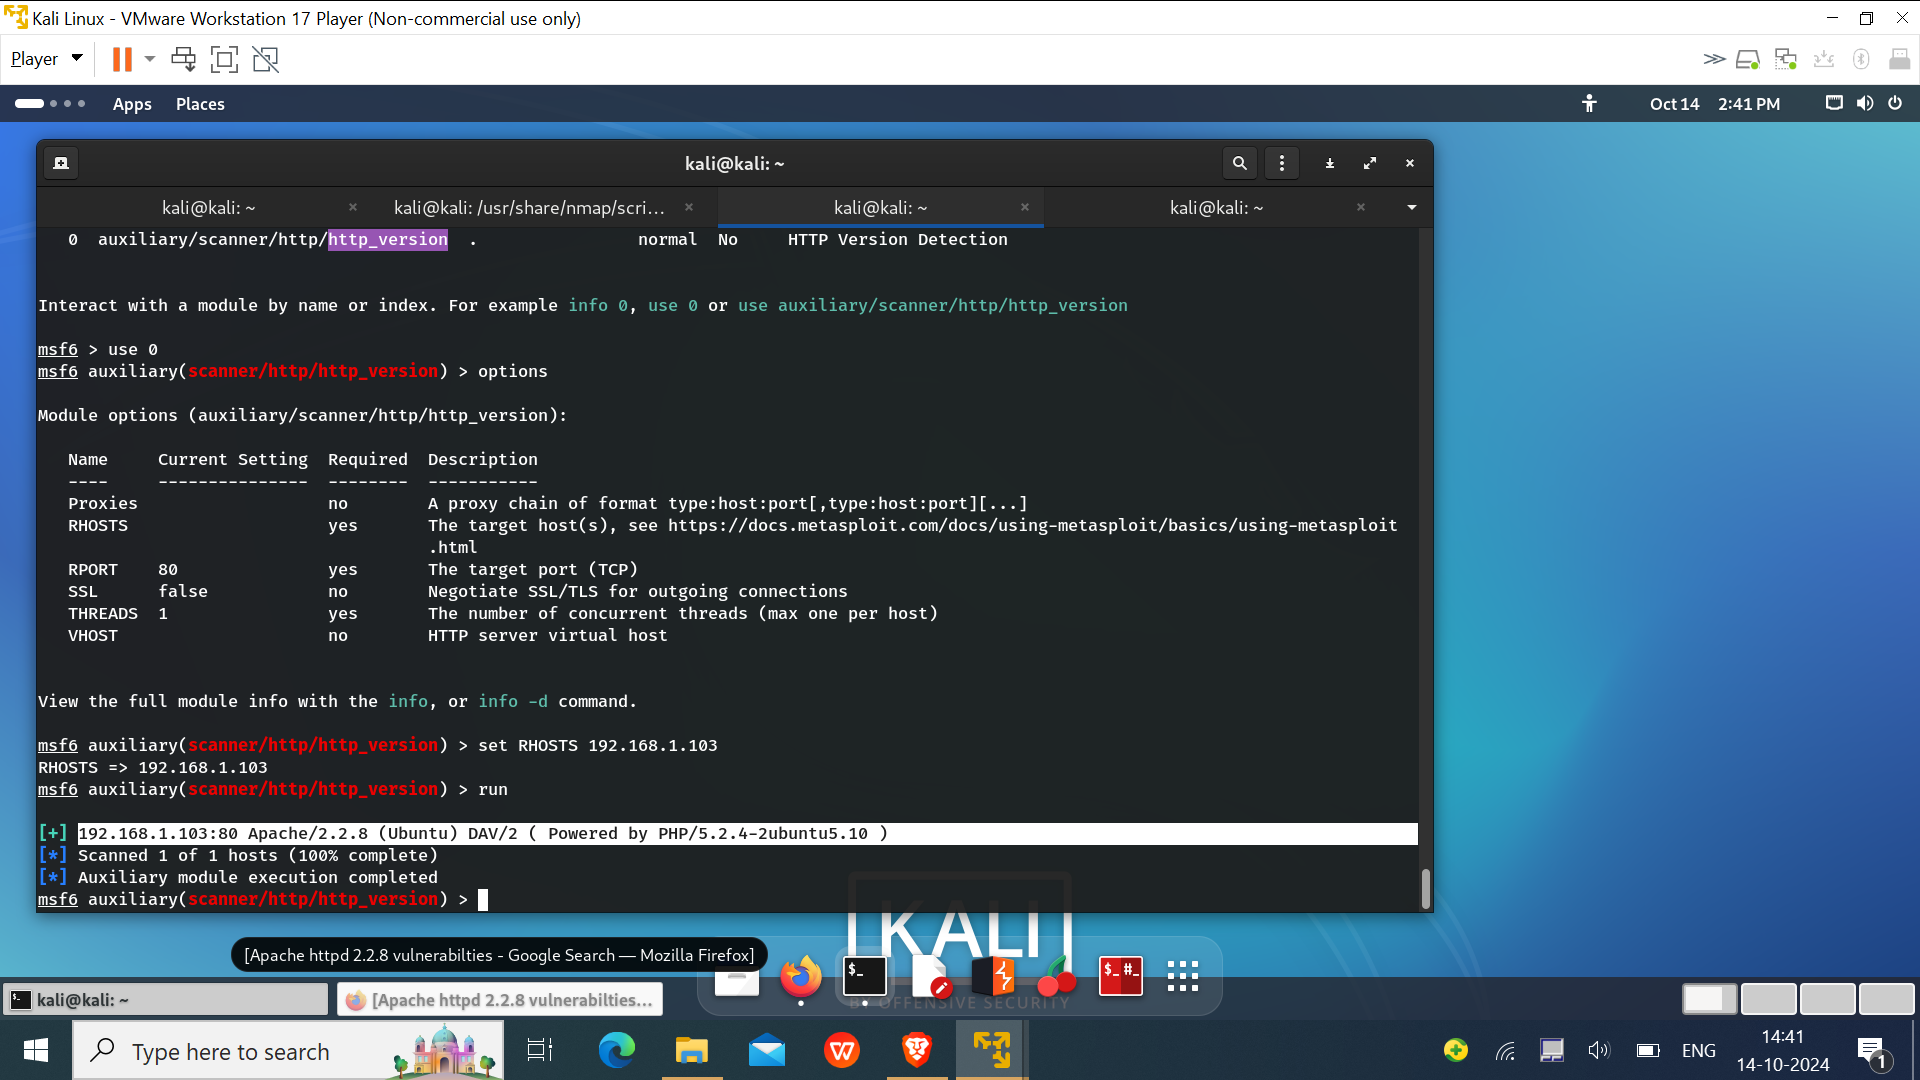 Kali Linux - VMware Workstation 17 Player (Non-commercial use only)
Player
Apps Places Oct 14 2:41 PM
kali@kali: ~
kali@kali: ~ kali@kali: /usr/share/nmap/scri... kali@kali: ~ kali@kali: ~
0 auxiliary/scanner/http/http_version . normal No HTTP Version Detection
Interact with a module by name or index. For example info 0, use 0 or use auxiliary/scanner/http/http_version
msf6 > use 0
msf6 auxiliary(scanner/http/http_version) > options
Module options (auxiliary/scanner/http/http_version):
Name Current Setting Required Description
---- --------------- -------- -----------
Proxies no A proxy chain of format type:host:port[,type:host:port][...]
RHOSTS yes The target host(s), see https://docs.metasploit.com/docs/using-metasploit/basics/using-metasploit
.html
RPORT 80 yes The target port (TCP)
SSL false no Negotiate SSL/TLS for outgoing connections
THREADS 1 yes The number of concurrent threads (max one per host)
VHOST no HTTP server virtual host
View the full module info with the info, or info -d command.
msf6 auxiliary(scanner/http/http_version) > set RHOSTS 192.168.1.103
RHOSTS => 192.168.1.103
msf6 auxiliary(scanner/http/http_version) > run
[+] 192.168.1.103:80 Apache/2.2.8 (Ubuntu) DAV/2 ( Powered by PHP/5.2.4-2ubuntu5.10 )
[*] Scanned 1 of 1 hosts (100% complete)
[*] Auxiliary module execution completed
msf6 auxiliary(scanner/http/http_version) >
KALI
[Apache httpd 2.2.8 vulnerabilties - Google Search — Mozilla Firefox]
$_ $_ #_
BY OFFENSIVE SECURITY
kali@kali: ~ [Apache httpd 2.2.8 vulnerabilties...
Type here to search
ENG
14:41
14-10-2024
1